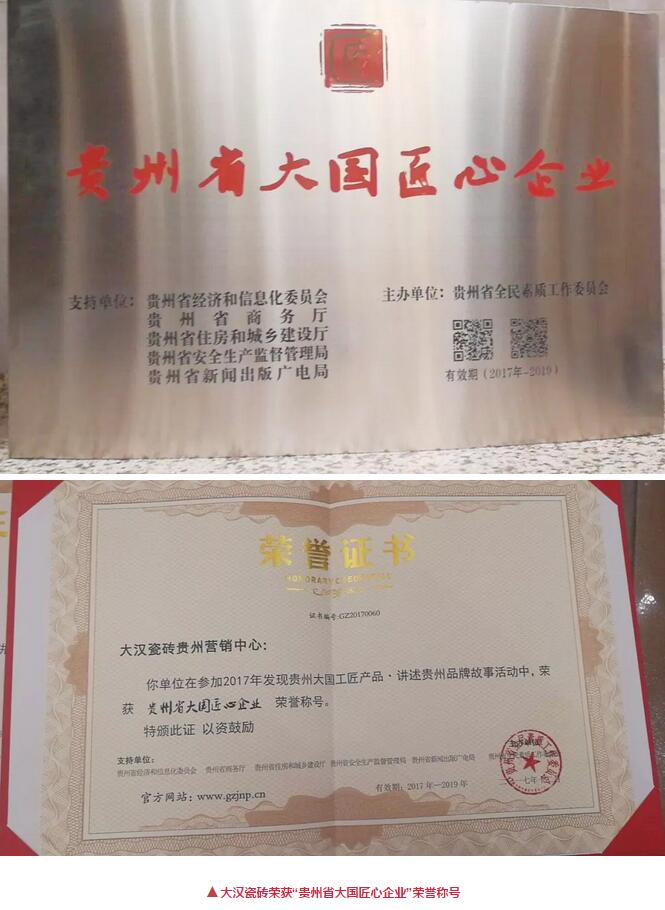 匠
贵州省大国匠心企业
支持单位：贵州省经济和信息化委员会
贵州省商务厅
贵州省住房和城乡建设厅
贵州省安全生产监督管理局
贵州省新闻出版广电局
主办单位：贵州省全民素质工作委员会
有效期（2017年-2019）
荣誉证书
HONORARY CREDENTIAL
证书编号:GZ20170060
大汉瓷砖贵州营销中心：
你单位在参加2017年发现贵州大国工匠产品·讲述贵州品牌故事活动中，荣
获 贵州省大国匠心企业 荣誉称号。
特颁此证 以资鼓励
支持单位：
贵州省经济和信息化委员会 贵州省商务厅 贵州省住房和城乡建设厅 贵州省安全生产监督管理局 贵州省新闻出版广电局
有效期：2017年—2019年
官方网站：www.gzjnp.cn
▲大汉瓷砖荣获“贵州省大国匠心企业”荣誉称号